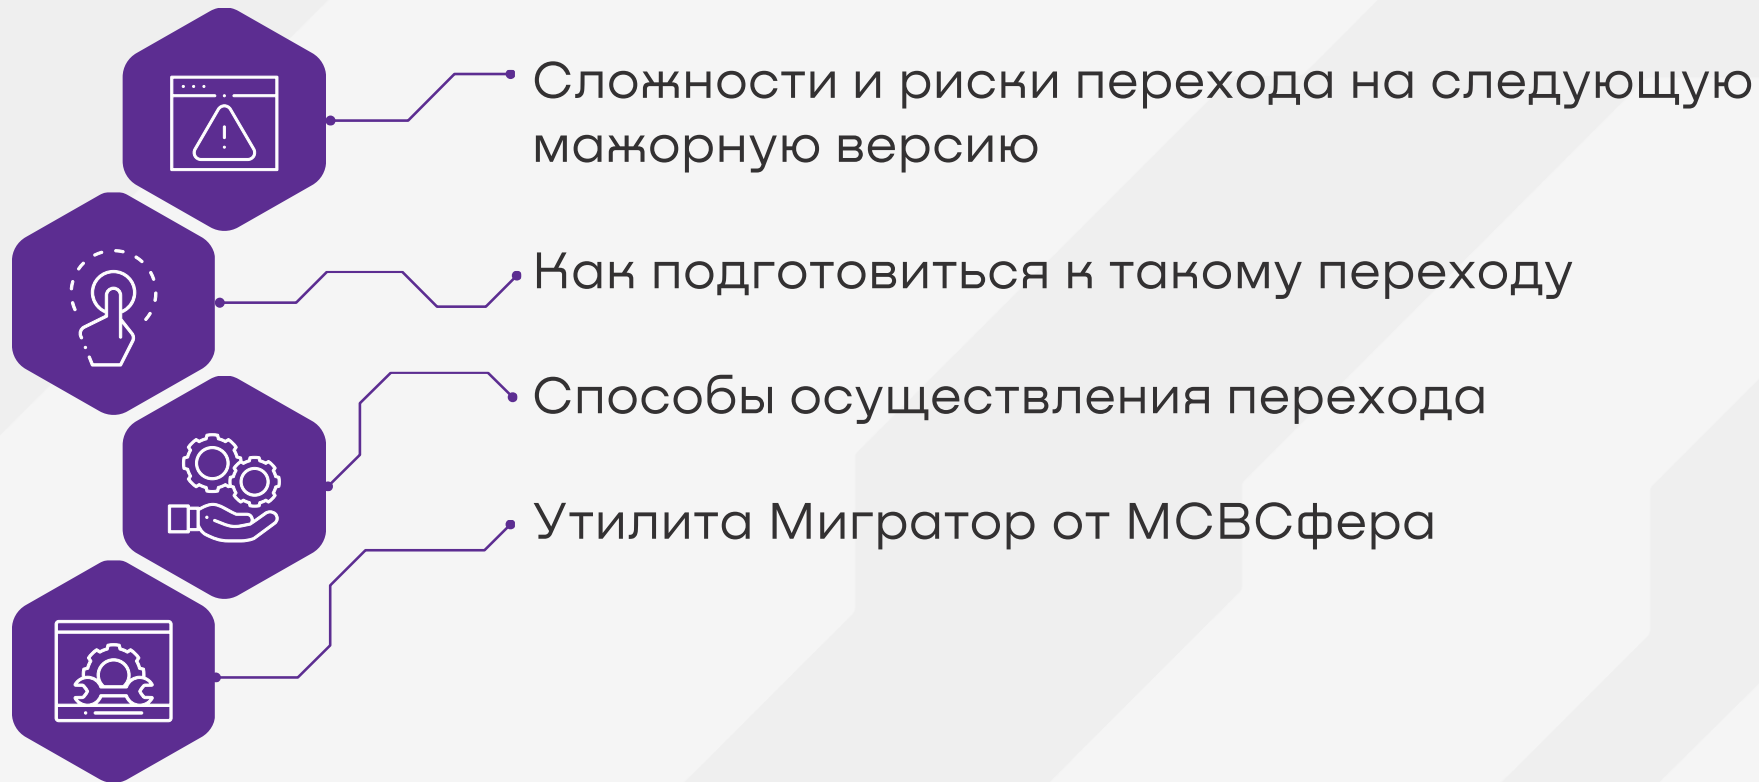 Сложности и риски перехода на следующую
мажорную версию
Как подготовиться к такому переходу
Способы осуществления перехода
Утилита Мигратор от МСВСфера